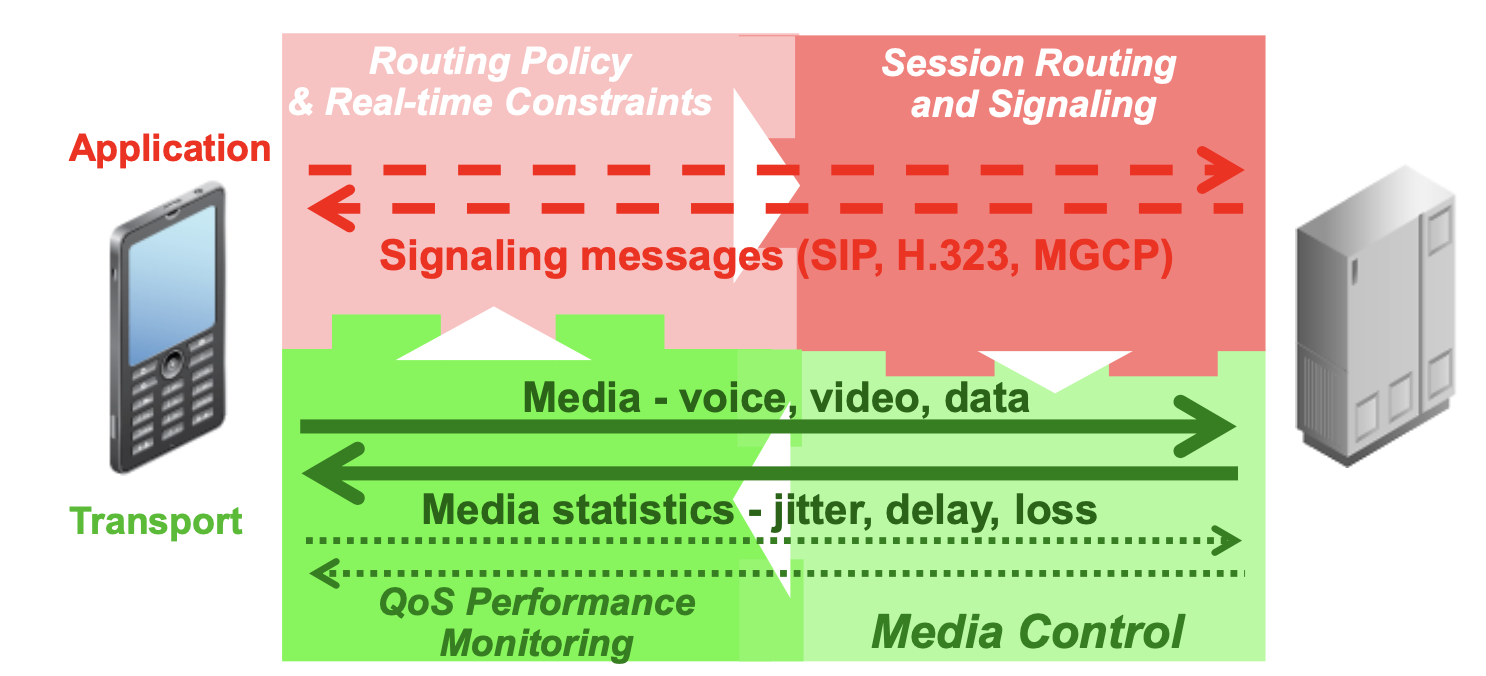 Routing Policy
& Real-time Constraints
Session Routing
and Signaling
Application
Signaling messages (SIP, H.323, MGCP)
Media - voice, video, data
Media statistics - jitter, delay, loss
Transport
QoS Performance
Monitoring
Media Control